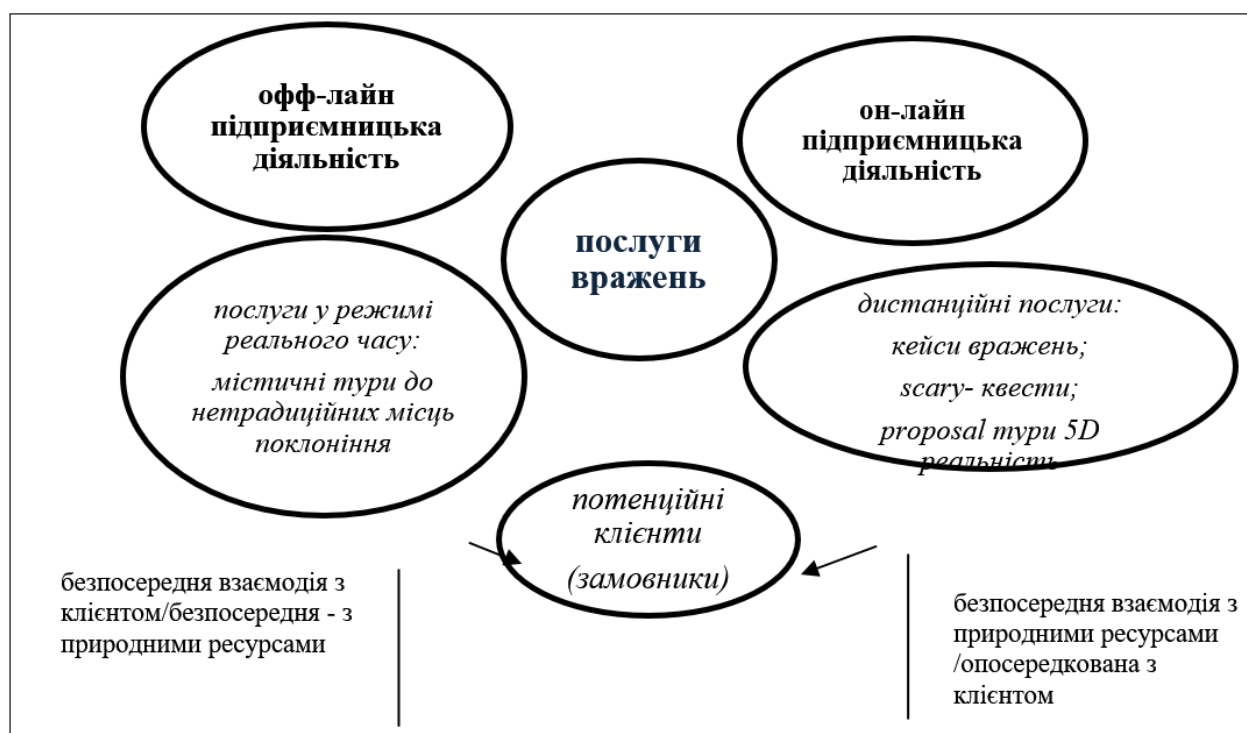 офф-лайн
підприємницька
діяльність
он-лайн
підприємницька
діяльність
послуги
вражень
послуги у режимі
реального часу:
містичні тури до
нетрадиційних місць
поклоніння
дистанційні послуги:
кейси вражень;
scary- квести;
proposal тури 5D
реальність
потенційні
клієнти
(замовники)
безпосередня взаємодія з
клієнтом/безпосередня - з
природними ресурсами
безпосередня взаємодія з
природними ресурсами
/опосередкована з
клієнтом